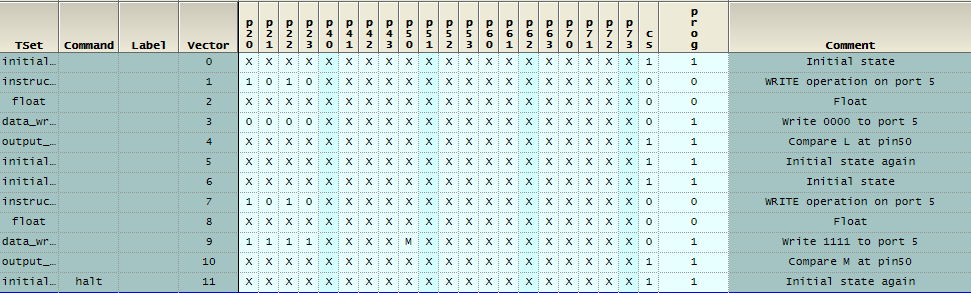 TSet Command Label Vector p20 p21 p22 p23 p40 p41 p42 p43 p50 p51 p52 p53 p60 p61 p62 p63 p70 p71 p72 p73 cs prog Comment
initial… 0 X X X X X X X X X X X X X X X X X X X X 1 1 Initial state
instruc… 1 1 0 1 0 X X X X X X X X X X X X X X X X 0 0 WRITE operation on port 5
float 2 X X X X X X X X X X X X X X X X X X X X 0 0 Float
data_wr… 3 0 0 0 0 X X X X X X X X X X X X X X X X 0 1 Write 0000 to port 5
output_… 4 X X X X X X X X X X X X X X X X X X X X 1 1 Compare L at pin50
initial… 5 X X X X X X X X X X X X X X X X X X X X 1 1 Initial state again
initial… 6 X X X X X X X X X X X X X X X X X X X X 1 1 Initial state
instruc… 7 1 0 1 0 X X X X X X X X X X X X X X X X 0 0 WRITE operation on port 5
float 8 X X X X X X X X X X X X X X X X X X X X 0 0 Float
data_wr… 9 1 1 1 1 X X X X M X X X X X X X X X X X 0 1 Write 1111 to port 5
output_… 10 X X X X X X X X X X X X X X X X X X X X 1 1 Compare M at pin50
initial… halt 11 X X X X X X X X X X X X X X X X X X X X 1 1 Initial state again